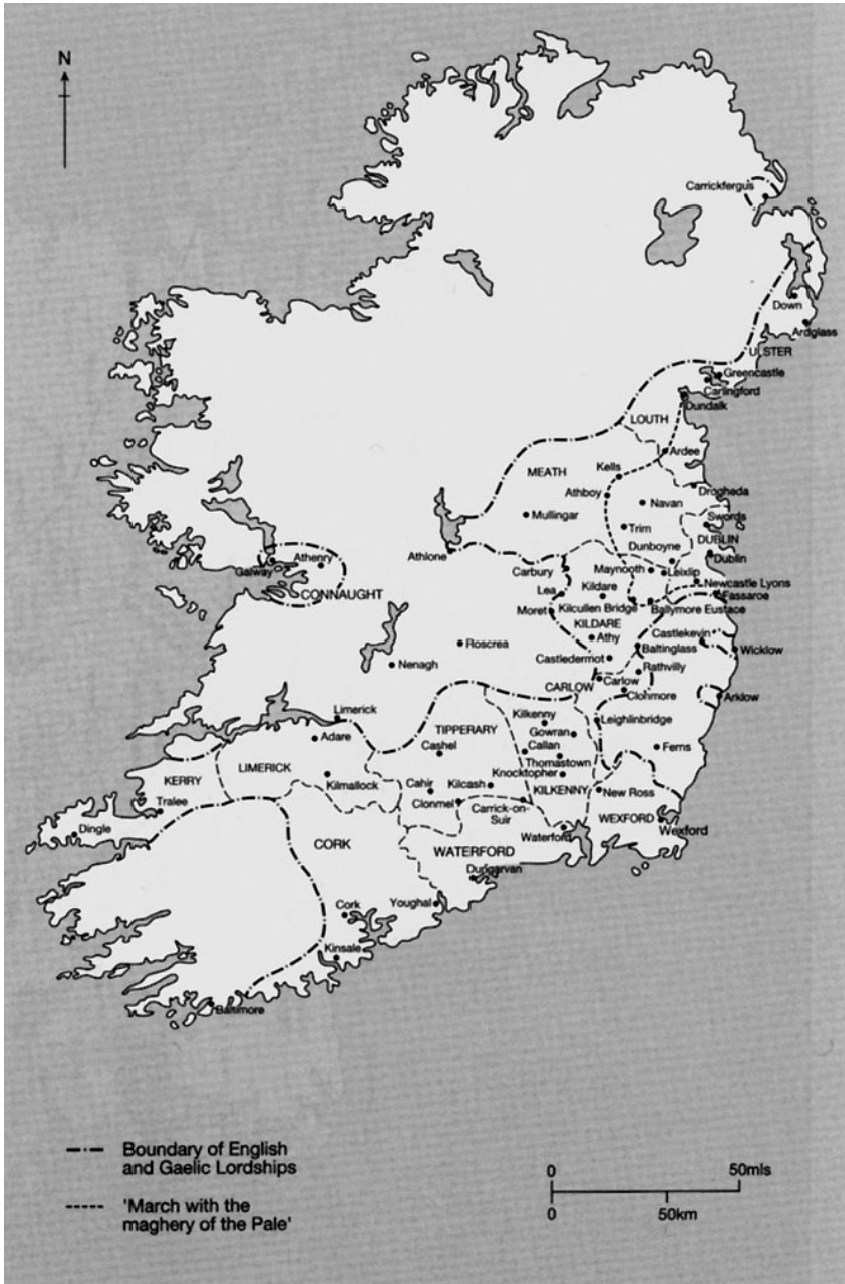 N
Carrickfergus
Down
Ardglass
ULSTER
Greencastle
Carlingford
Dundalk
LOUTH
Ardee
MEATH
Kells
Drogheda
Athboy
Navan
Mullingar
Swords
Trim
DUBLIN
Dunboyne
Dublin
Athlone
Athenry
Galway
CONNAUGHT
Carbury
Maynooth
Leixlip
Newcastle Lyons
Lea
Kildare
Fassaroe
Moret
Kilcullen Bridge
Ballymore Eustace
KILDARE
Athy
Castlekevin
Roscrea
Baltinglass
Wicklow
Nenagh
Castledermot
Rathvilly
CARLOW
Carlow
Clonmore
Arklow
Limerick
Kilkenny
Leighlinbridge
TIPPERARY
Gowran
Adare
Cashel
Callan
Ferns
Thomastown
KERRY
LIMERICK
Kilmallock
Knocktopher
Cahir
Kilcash
KILKENNY
New Ross
Tralee
Clonmel
Carrick-on-
Suir
WEXFORD
Wexford
Dingle
Waterford
CORK
WATERFORD
Dungarvan
Cork
Youghal
Kinsale
Baltimore
Boundary of English
and Gaelic Lordships
'March with the
maghery of the Pale'
0 50mls
0 50km